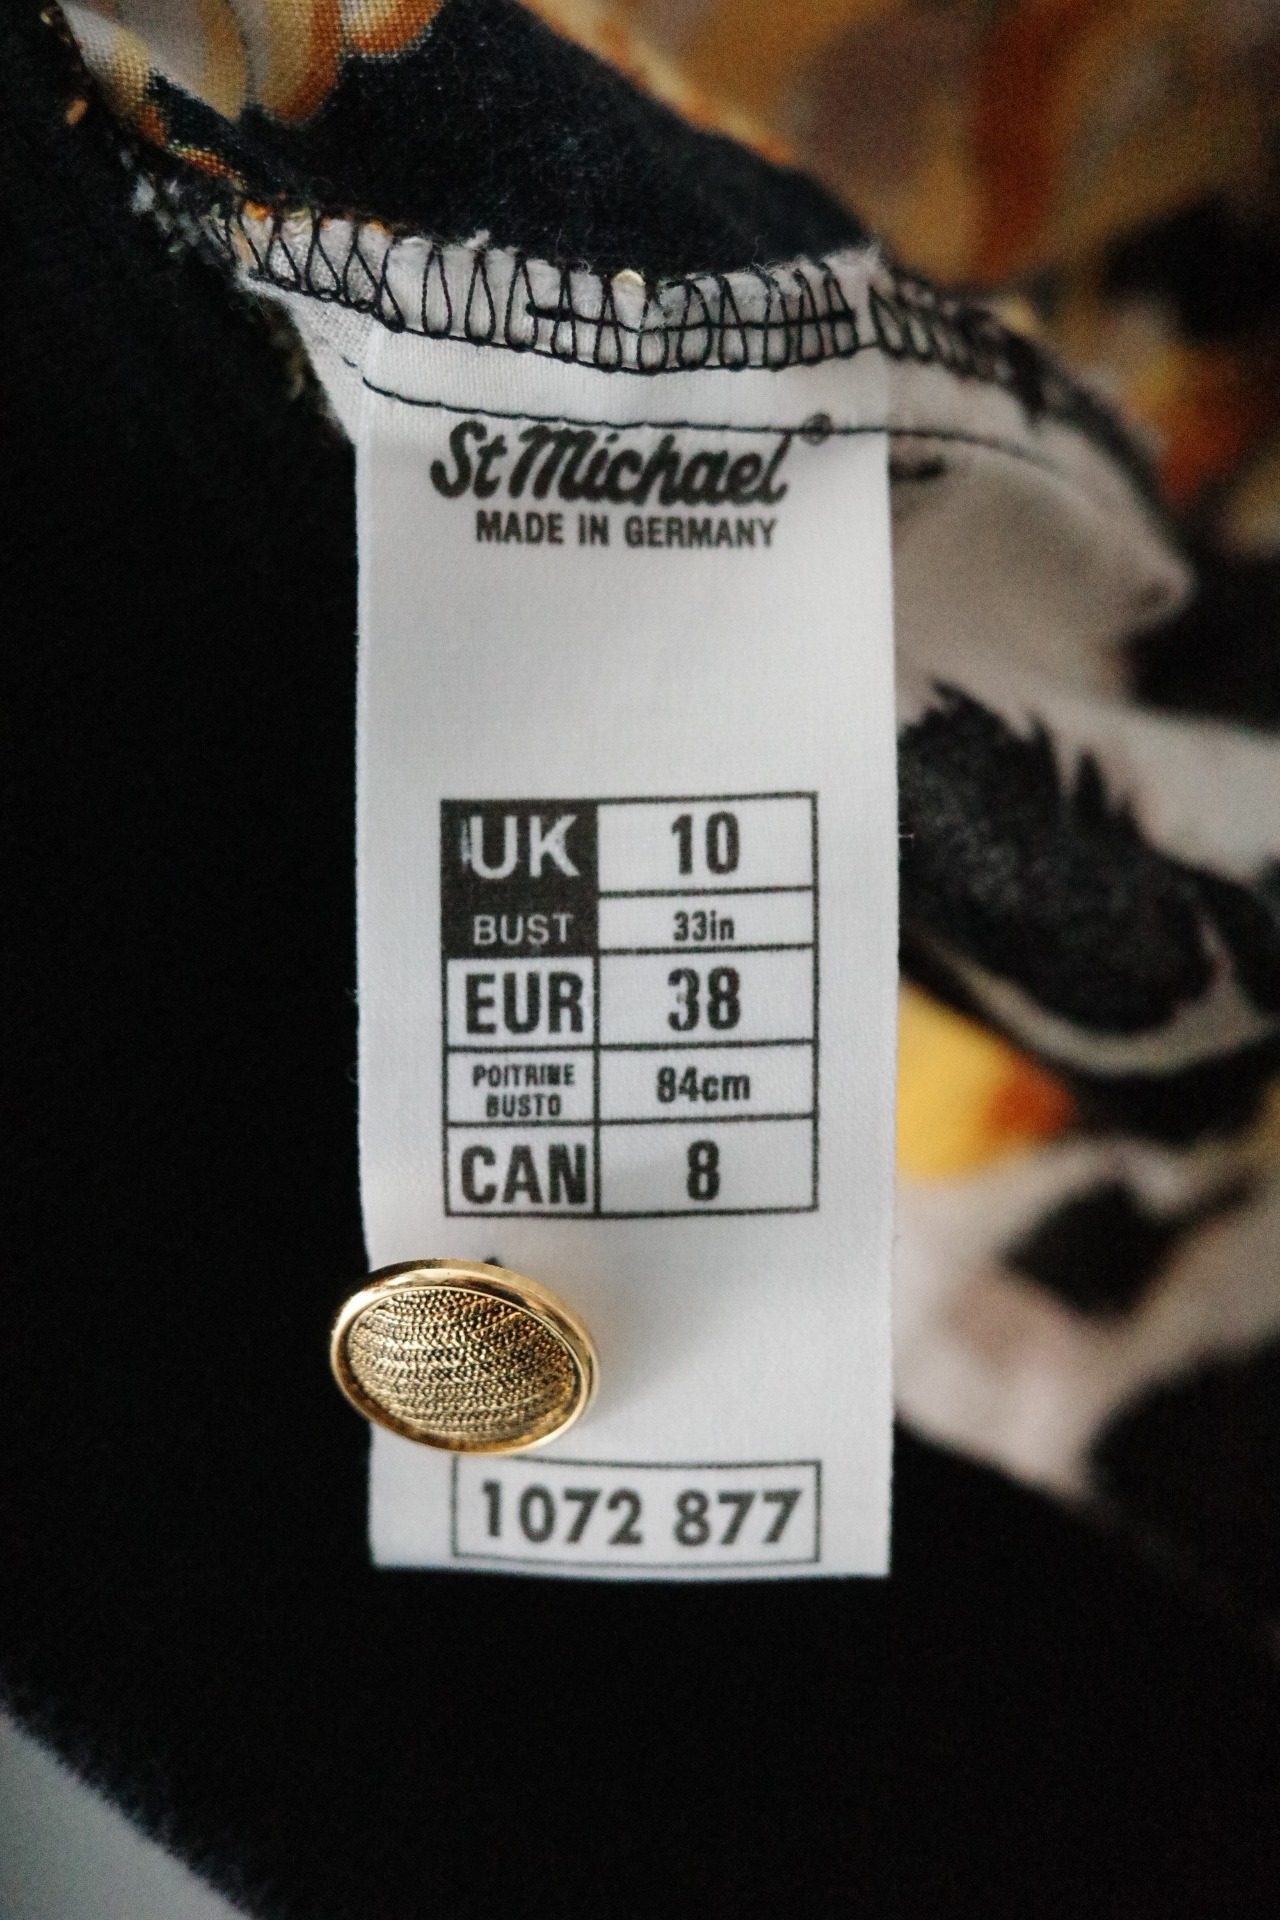 St Michael®
MADE IN GERMANY
UK 10
BUST 33in
EUR 38
POITRINE
BUSTO 84cm
CAN 8
1072 877